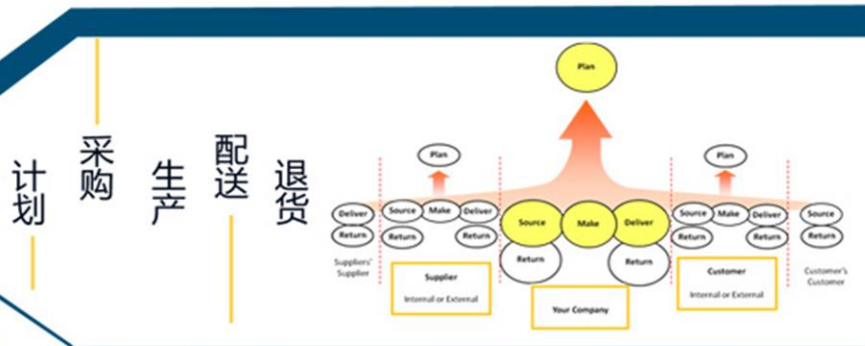 计划
采购
生产
配送
退货
Plan
Plan
Plan
Deliver
Source
Make
Deliver
Source
Make
Deliver
Source
Make
Deliver
Source
Return
Return
Return
Return
Return
Return
Return
Return
Suppliers'
Supplier
Supplier
Internal or External
Your Company
Customer
Internal or External
Customer's
Customer